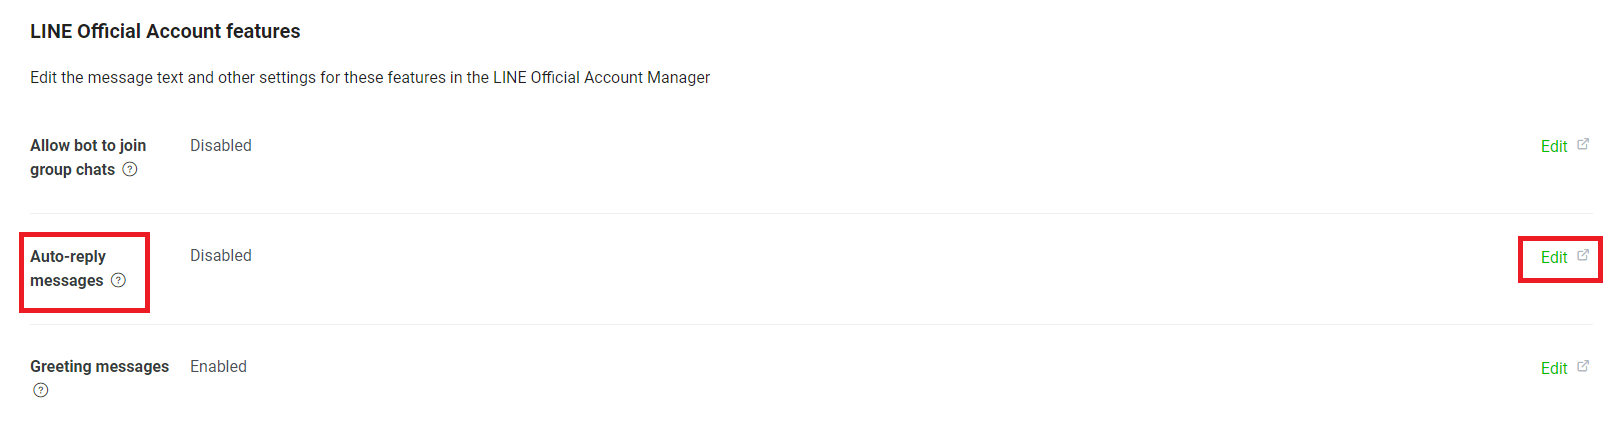 LINE Official Account features
Edit the message text and other settings for these features in the LINE Official Account Manager
Allow bot to join
group chats ?
Disabled
Edit
Auto-reply
messages ?
Disabled
Edit
Greeting messages
?
Enabled
Edit